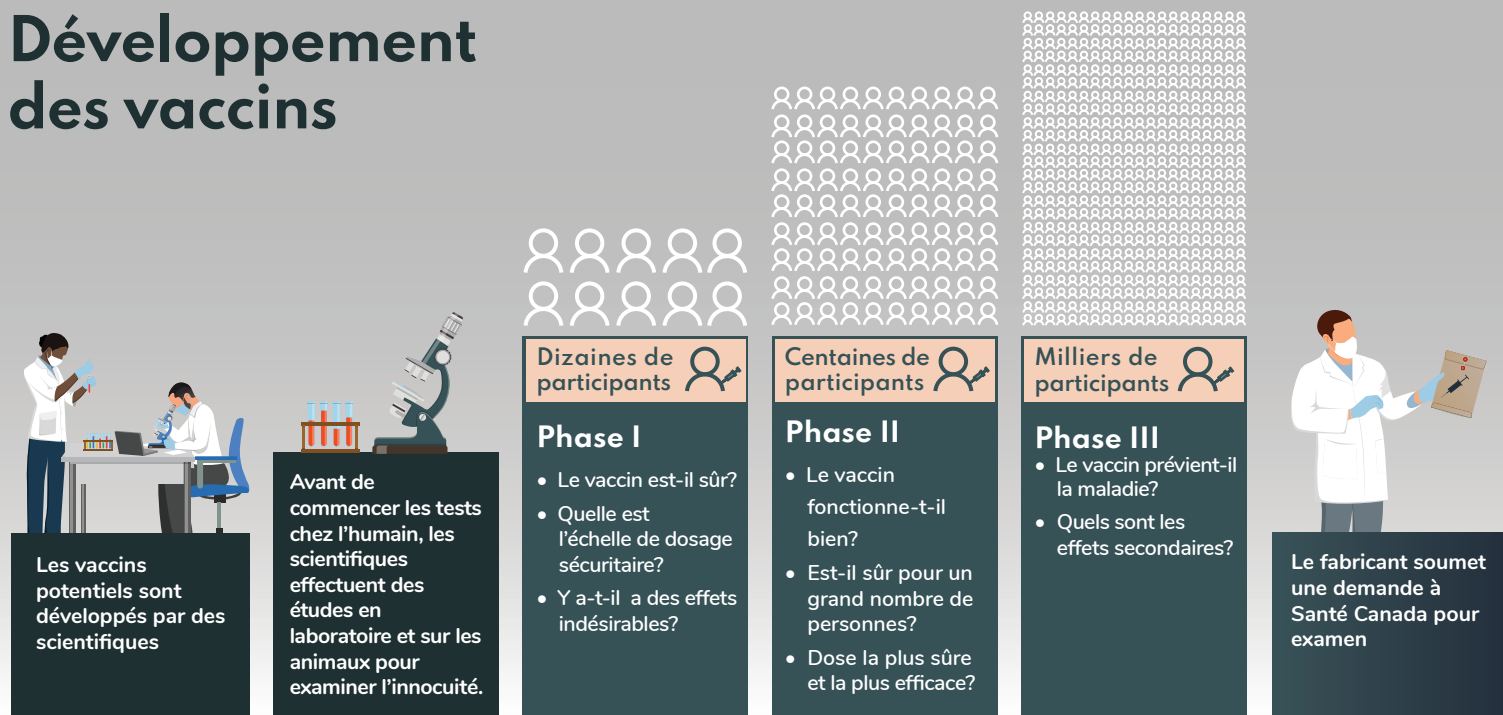 Développement
des vaccins
Les vaccins
potentiels sont
développés par des
scientifiques
Avant de
commencer les tests
chez l'humain, les
scientifiques
effectuent des
études en
laboratoire et sur les
animaux pour
examiner l'innocuité.
Dizaines de
participants
Phase I
• Le vaccin est-il sûr?
• Quelle est
l'échelle de dosage
sécuritaire?
• Y a-t-il a des effets
indésirables?
Centaines de
participants
Phase II
• Le vaccin
fonctionne-t-il
bien?
• Est-il sûr pour un
grand nombre de
personnes?
• Dose la plus sûre
et la plus efficace?
Milliers de
participants
Phase III
• Le vaccin prévient-il
la maladie?
• Quels sont les
effets secondaires?
Le fabricant soumet
une demande à
Santé Canada pour
examen